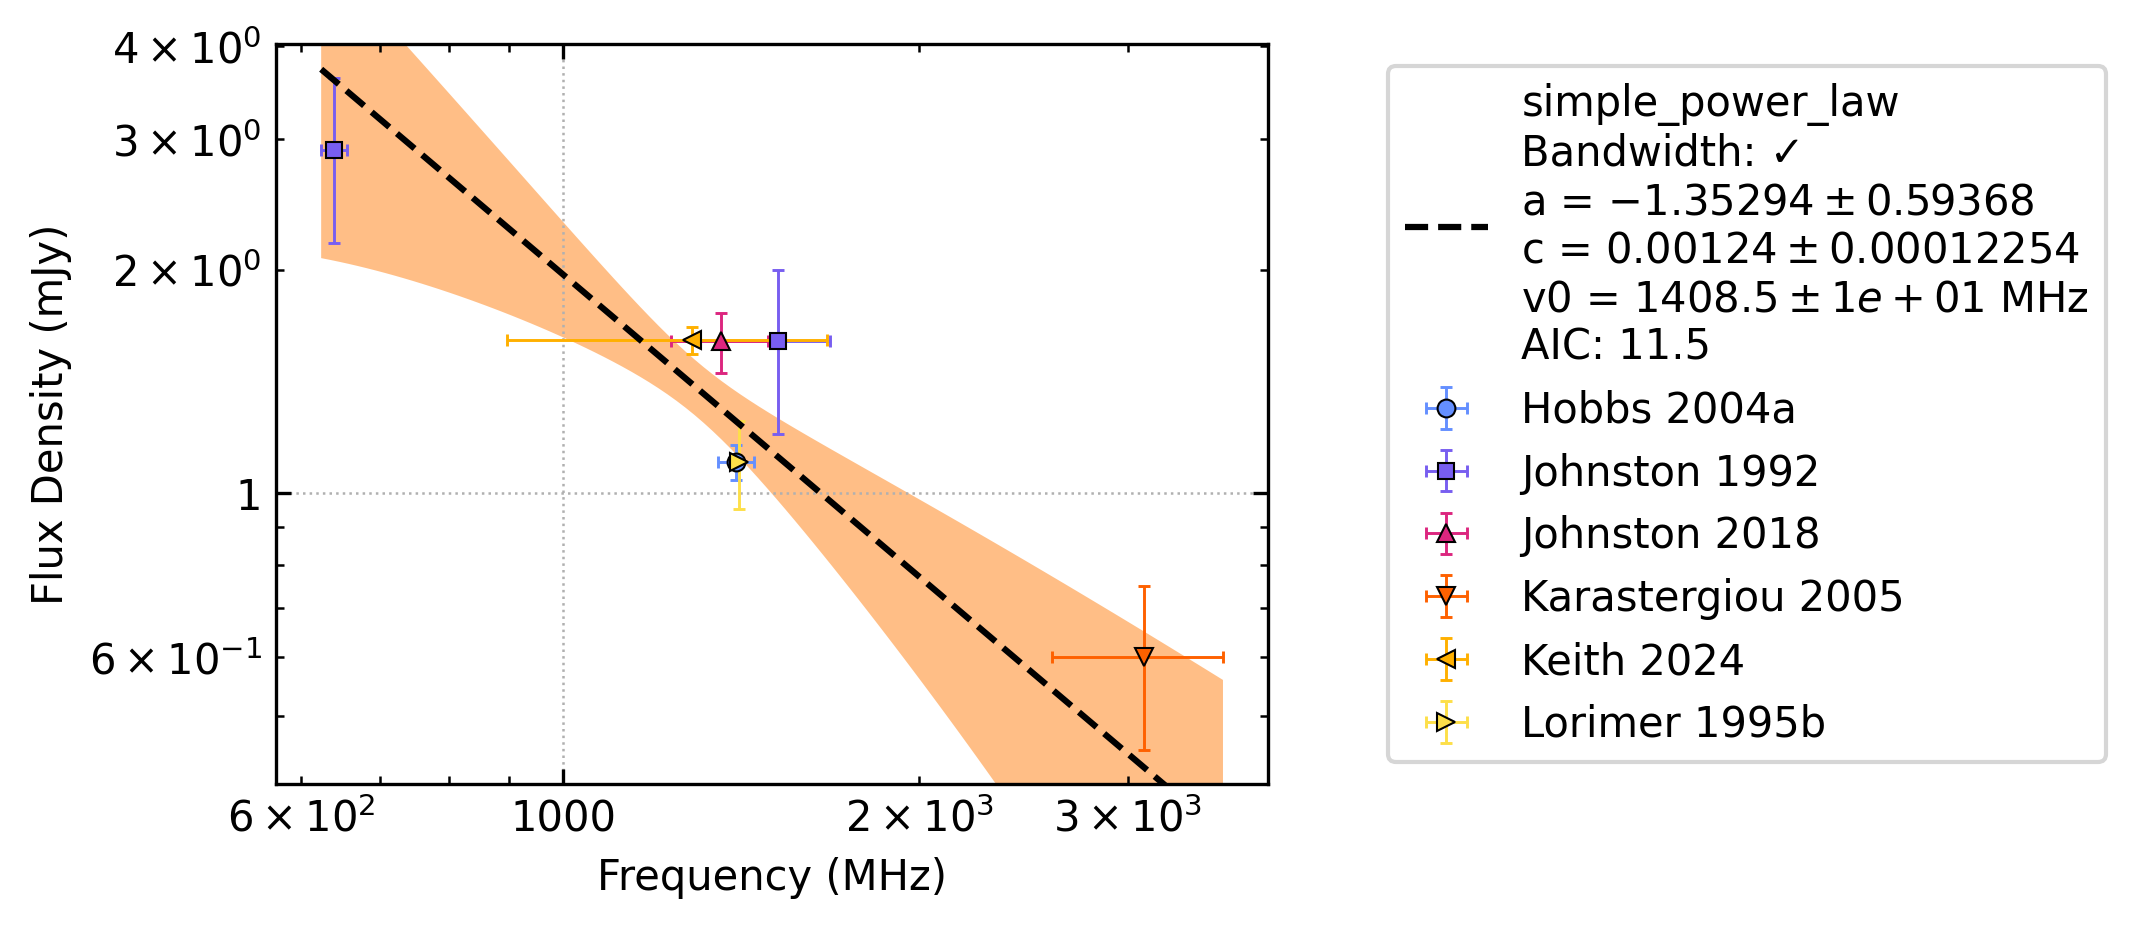 4×10⁰
3×10⁰
2×10⁰
1
6×10⁻¹
Flux Density (mJy)
6×10² 1000 2×10³ 3×10³
Frequency (MHz)
simple_power_law
Bandwidth: ✓
a = −1.35294 ± 0.59368
c = 0.00124 ± 0.00012254
v0 = 1408.5 ± 1e + 01 MHz
AIC: 11.5
Hobbs 2004a
Johnston 1992
Johnston 2018
Karastergiou 2005
Keith 2024
Lorimer 1995b